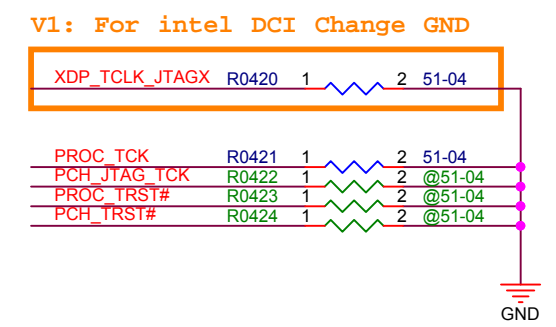 V1: For intel DCI Change GND
XDP_TCLK_JTAGX R0420 1 2 51-04
PROC_TCK R0421 1 2 51-04
PCH_JTAG_TCK R0422 1 2 @51-04
PROC_TRST# R0423 1 2 @51-04
PCH_TRST# R0424 1 2 @51-04
GND